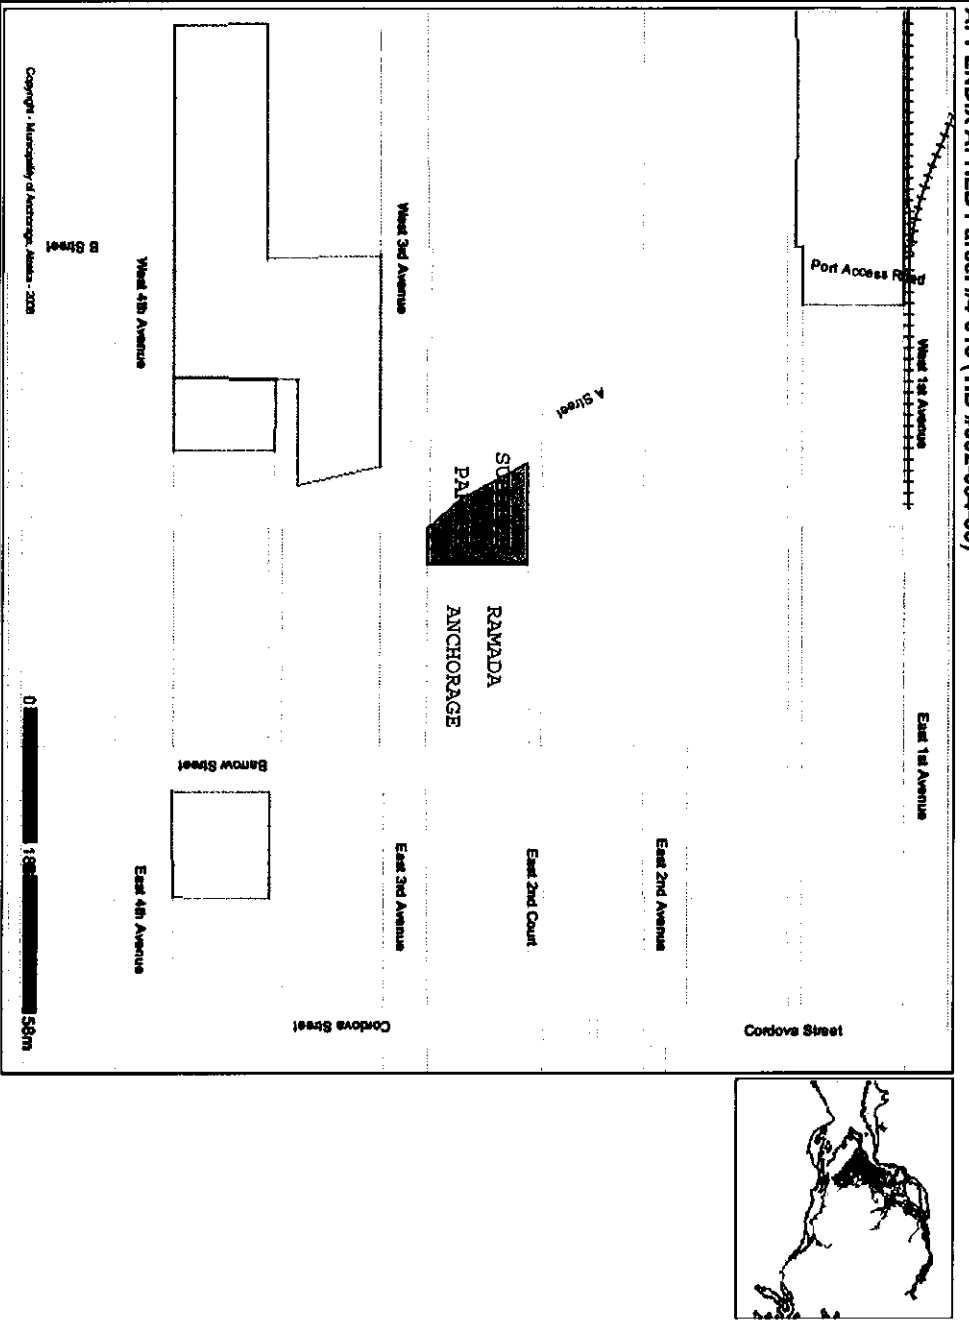 Port Access Road
West 1st Avenue
East 1st Avenue
Cordova Street
East 2nd Avenue
A Street
East 2nd Court
RAMADA
ANCHORAGE
West 3rd Avenue
East 3rd Avenue
Cordova Street
Barrow Street
West 4th Avenue
East 4th Avenue
B Street
Copyright - Municipality of Anchorage, Alaska - 2008
0
58m